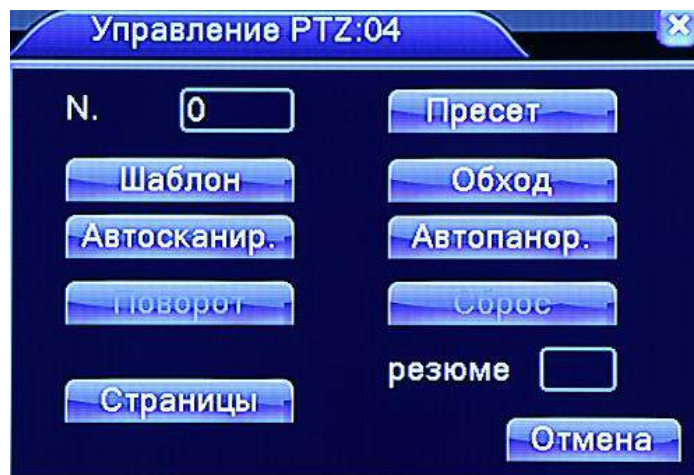 Управление PTZ:04
N. 0 Пресет
Шаблон Обход
Автосканир. Автопанор.
Поворот Сброс
резюме
Страницы
Отмена